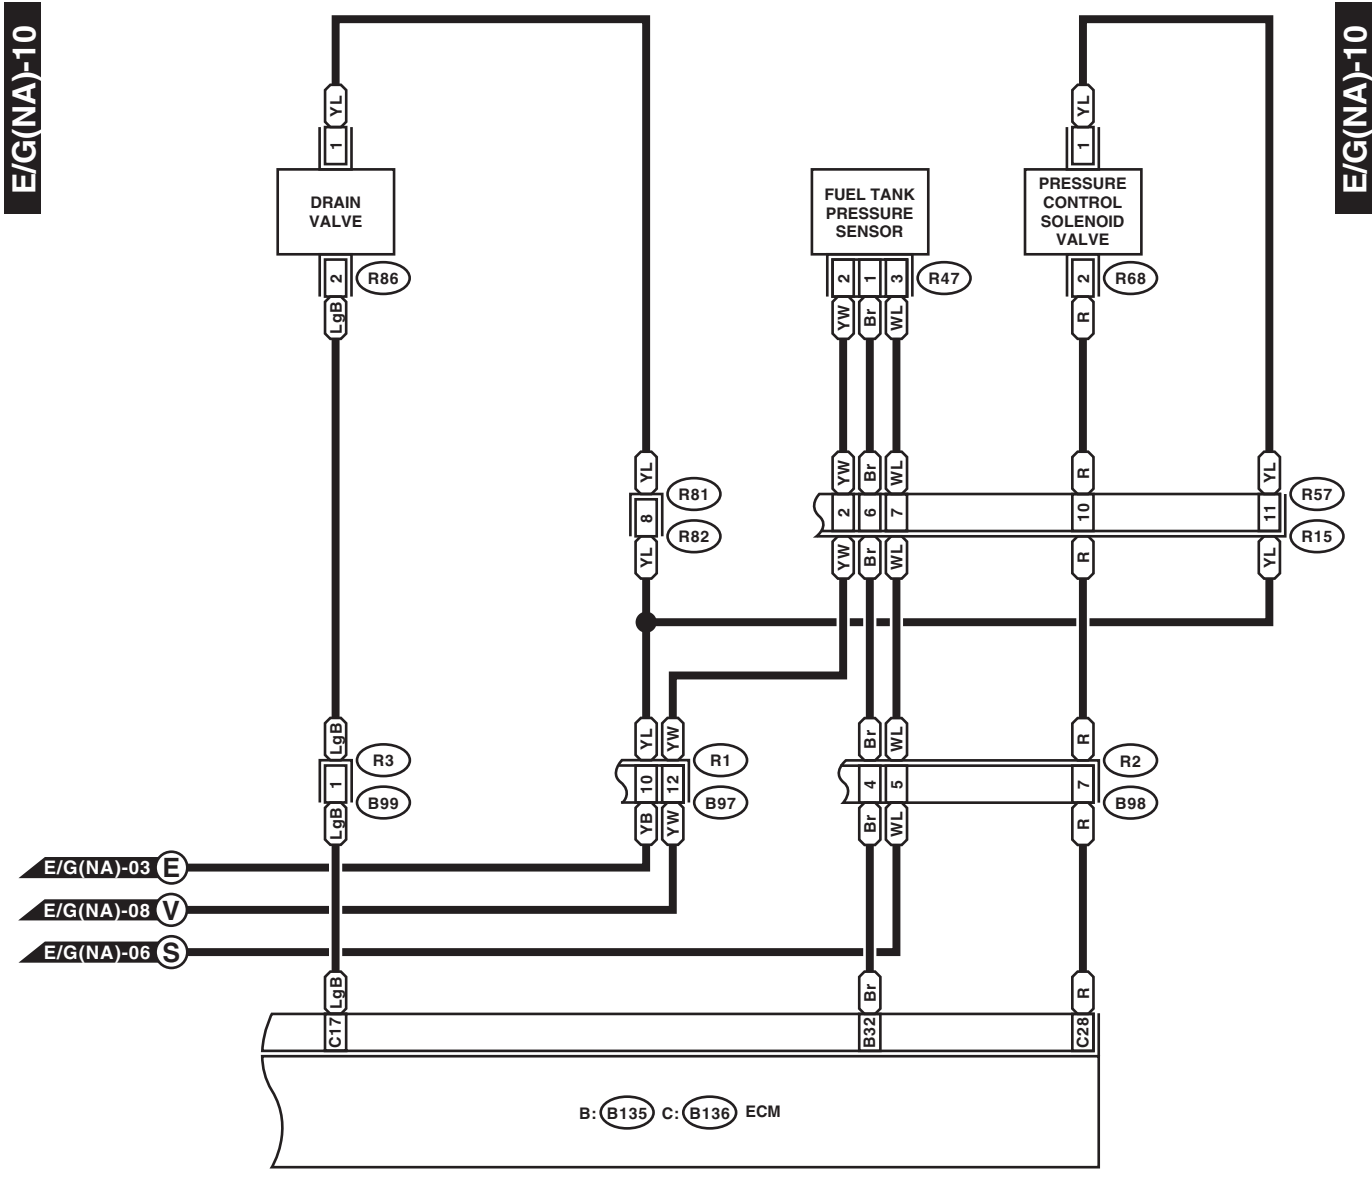 E/G(NA)-10
E/G(NA)-10
YL
YL
1
1
DRAIN
VALVE
FUEL TANK
PRESSURE
SENSOR
PRESSURE
CONTROL
SOLENOID
VALVE
2
R86
2
1
3
R47
2
R68
LgB
YW
Br
WL
R
YL
R81
YW
Br
WL
R
YL
R57
8
2
6
7
10
11
R82
R15
YL
YW
Br
WL
R
YL
LgB
R3
YL
YW
R1
Br
WL
R
R2
1
10
12
4
5
7
B99
B97
B98
LgB
YB
YW
Br
WL
R
E/G(NA)-03
E
E/G(NA)-08
V
E/G(NA)-06
S
LgB
Br
R
C17
B32
C28
B: B135 C: B136 ECM